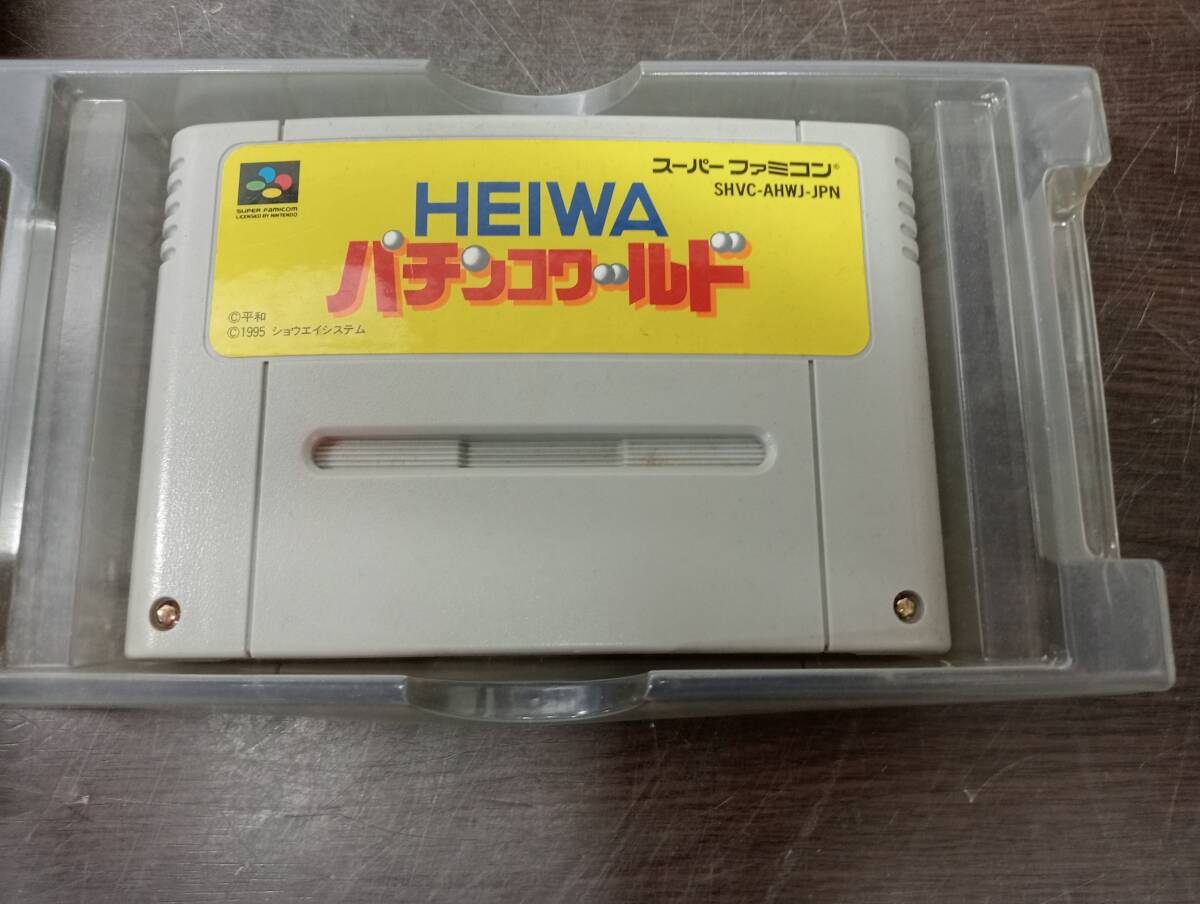 スーパーファミコン®
SHVC-AHWJ-JPN
SUPER FAMICOM
LICENSED BY NINTENDO
HEIWA
パチンコワールド
©平和
©1995 ショウエイシステム